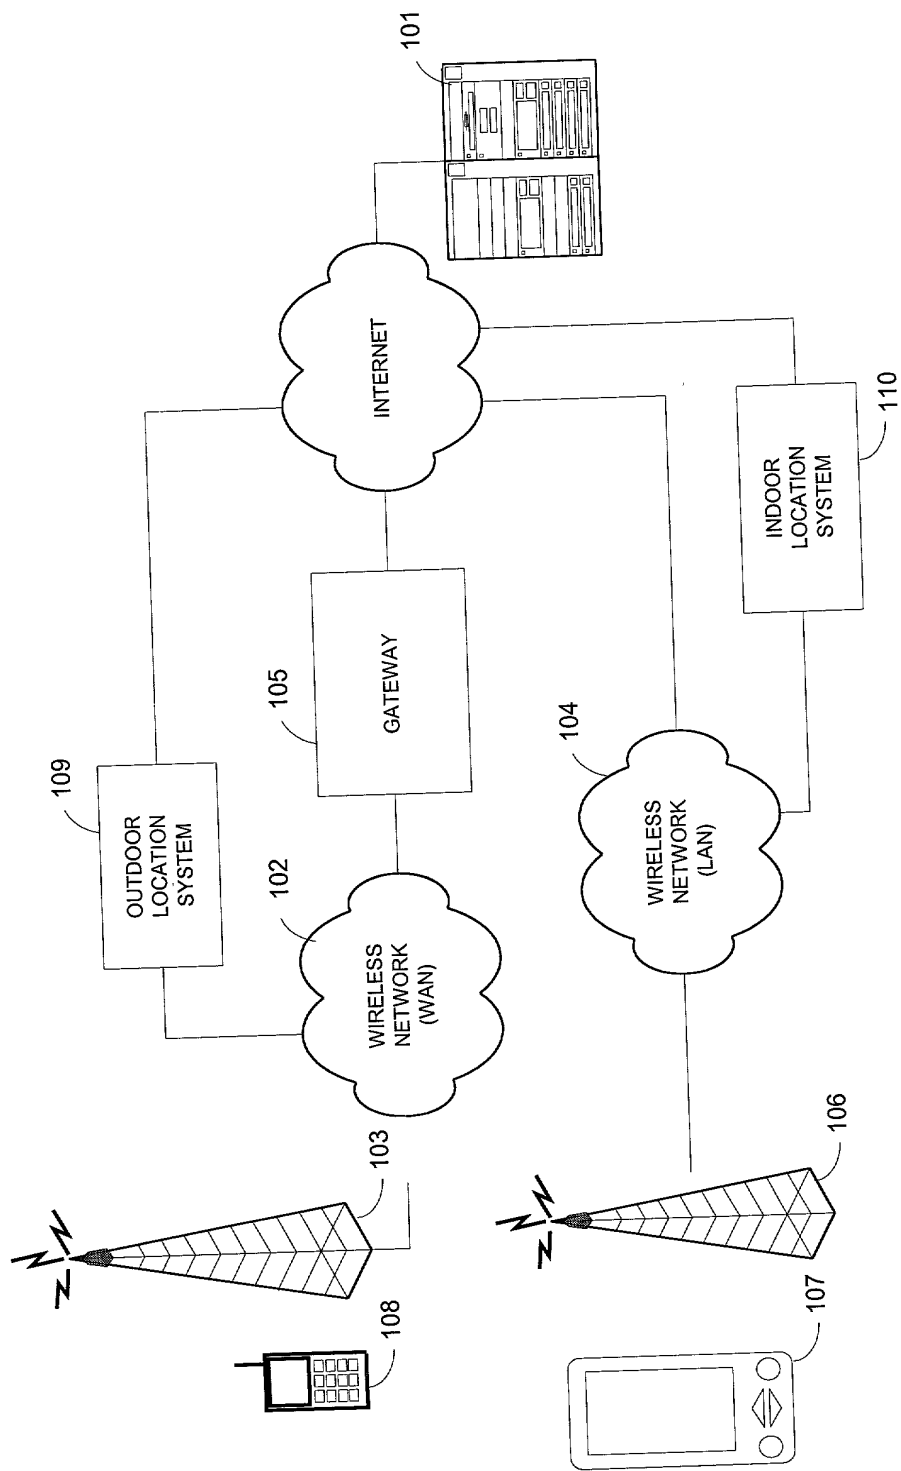 109
OUTDOOR
LOCATION
SYSTEM
103
108
102
WIRELESS
NETWORK
(WAN)
105
GATEWAY
INTERNET
101
106
107
104
WIRELESS
NETWORK
(LAN)
INDOOR
LOCATION
SYSTEM
110